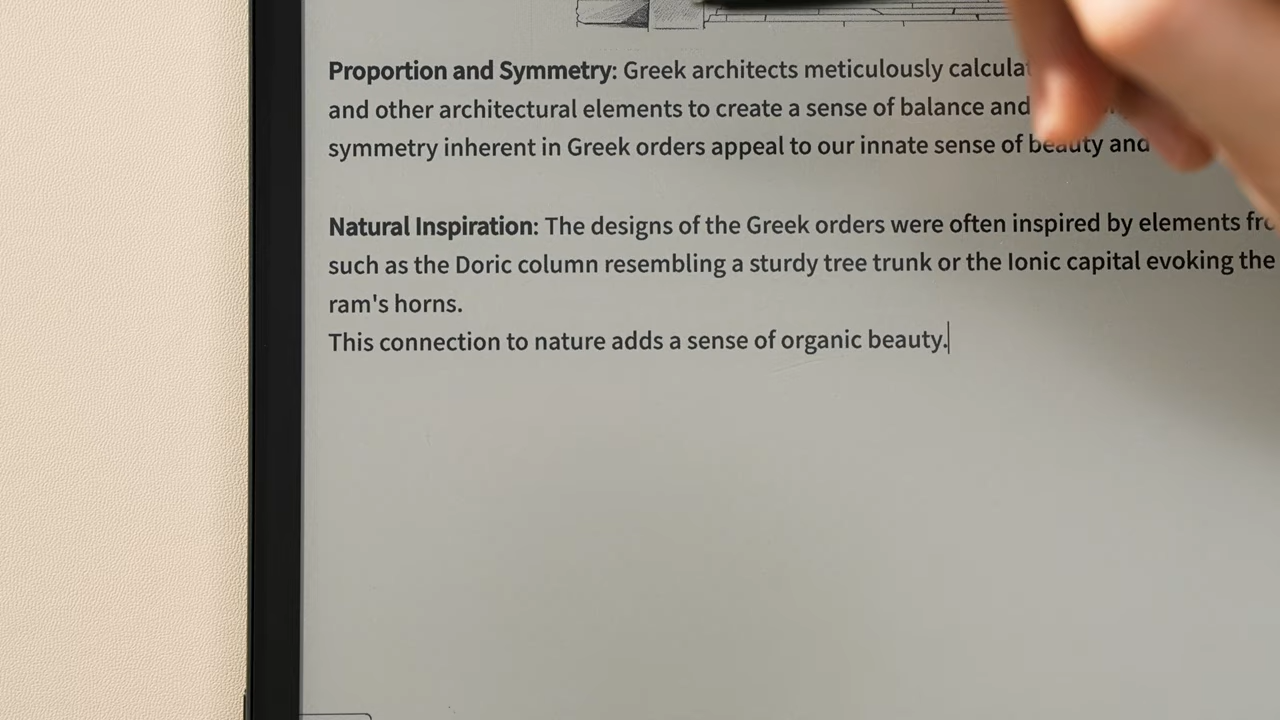 Proportion and Symmetry: Greek architects meticulously
and other architectural elements to create a sense of balance and
symmetry inherent in Greek orders appeal to our innate sense of beauty and
Natural Inspiration: The designs of the Greek orders were often inspired by elements
such as the Doric column resembling a sturdy tree trunk or the Ionic capital evoking the
ram's horns.
This connection to nature adds a sense of organic beauty.